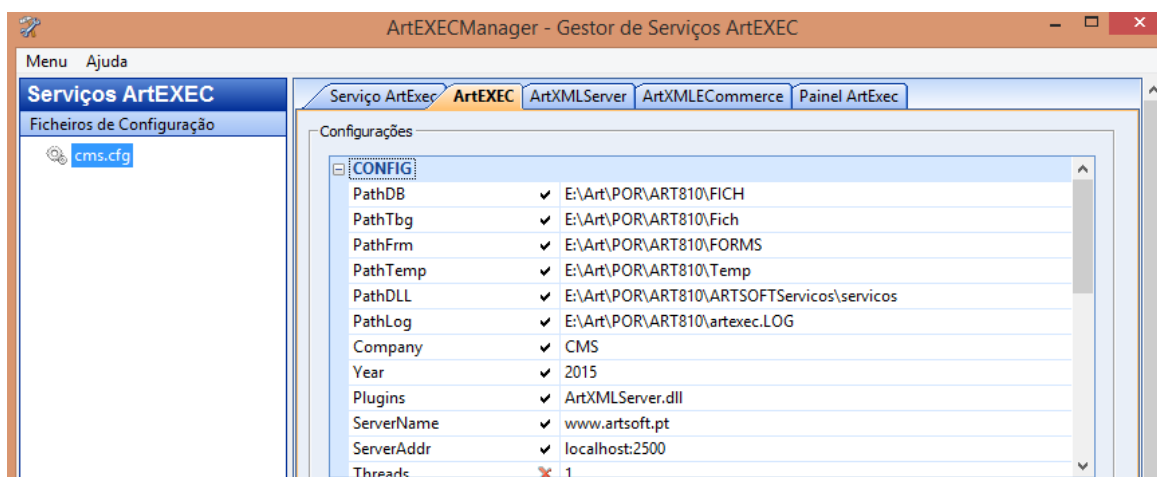 ArtEXECManager - Gestor de Serviços ArtEXEC
Menu Ajuda
Serviços ArtEXEC
Ficheiros de Configuração
cms.cfg
Serviço ArtExec ArtEXEC ArtXMLServer ArtXMLECommerce Painel ArtExec
Configurações
CONFIG
PathDB E:\Art\POR\ART810\FICH
PathTbg E:\Art\POR\ART810\Fich
PathFrm E:\Art\POR\ART810\FORMS
PathTemp E:\Art\POR\ART810\Temp
PathDLL E:\Art\POR\ART810\ARTSOFTServicos\servicos
PathLog E:\Art\POR\ART810\artexec.LOG
Company CMS
Year 2015
Plugins ArtXMLServer.dll
ServerName www.artsoft.pt
ServerAddr localhost:2500
Threads 1